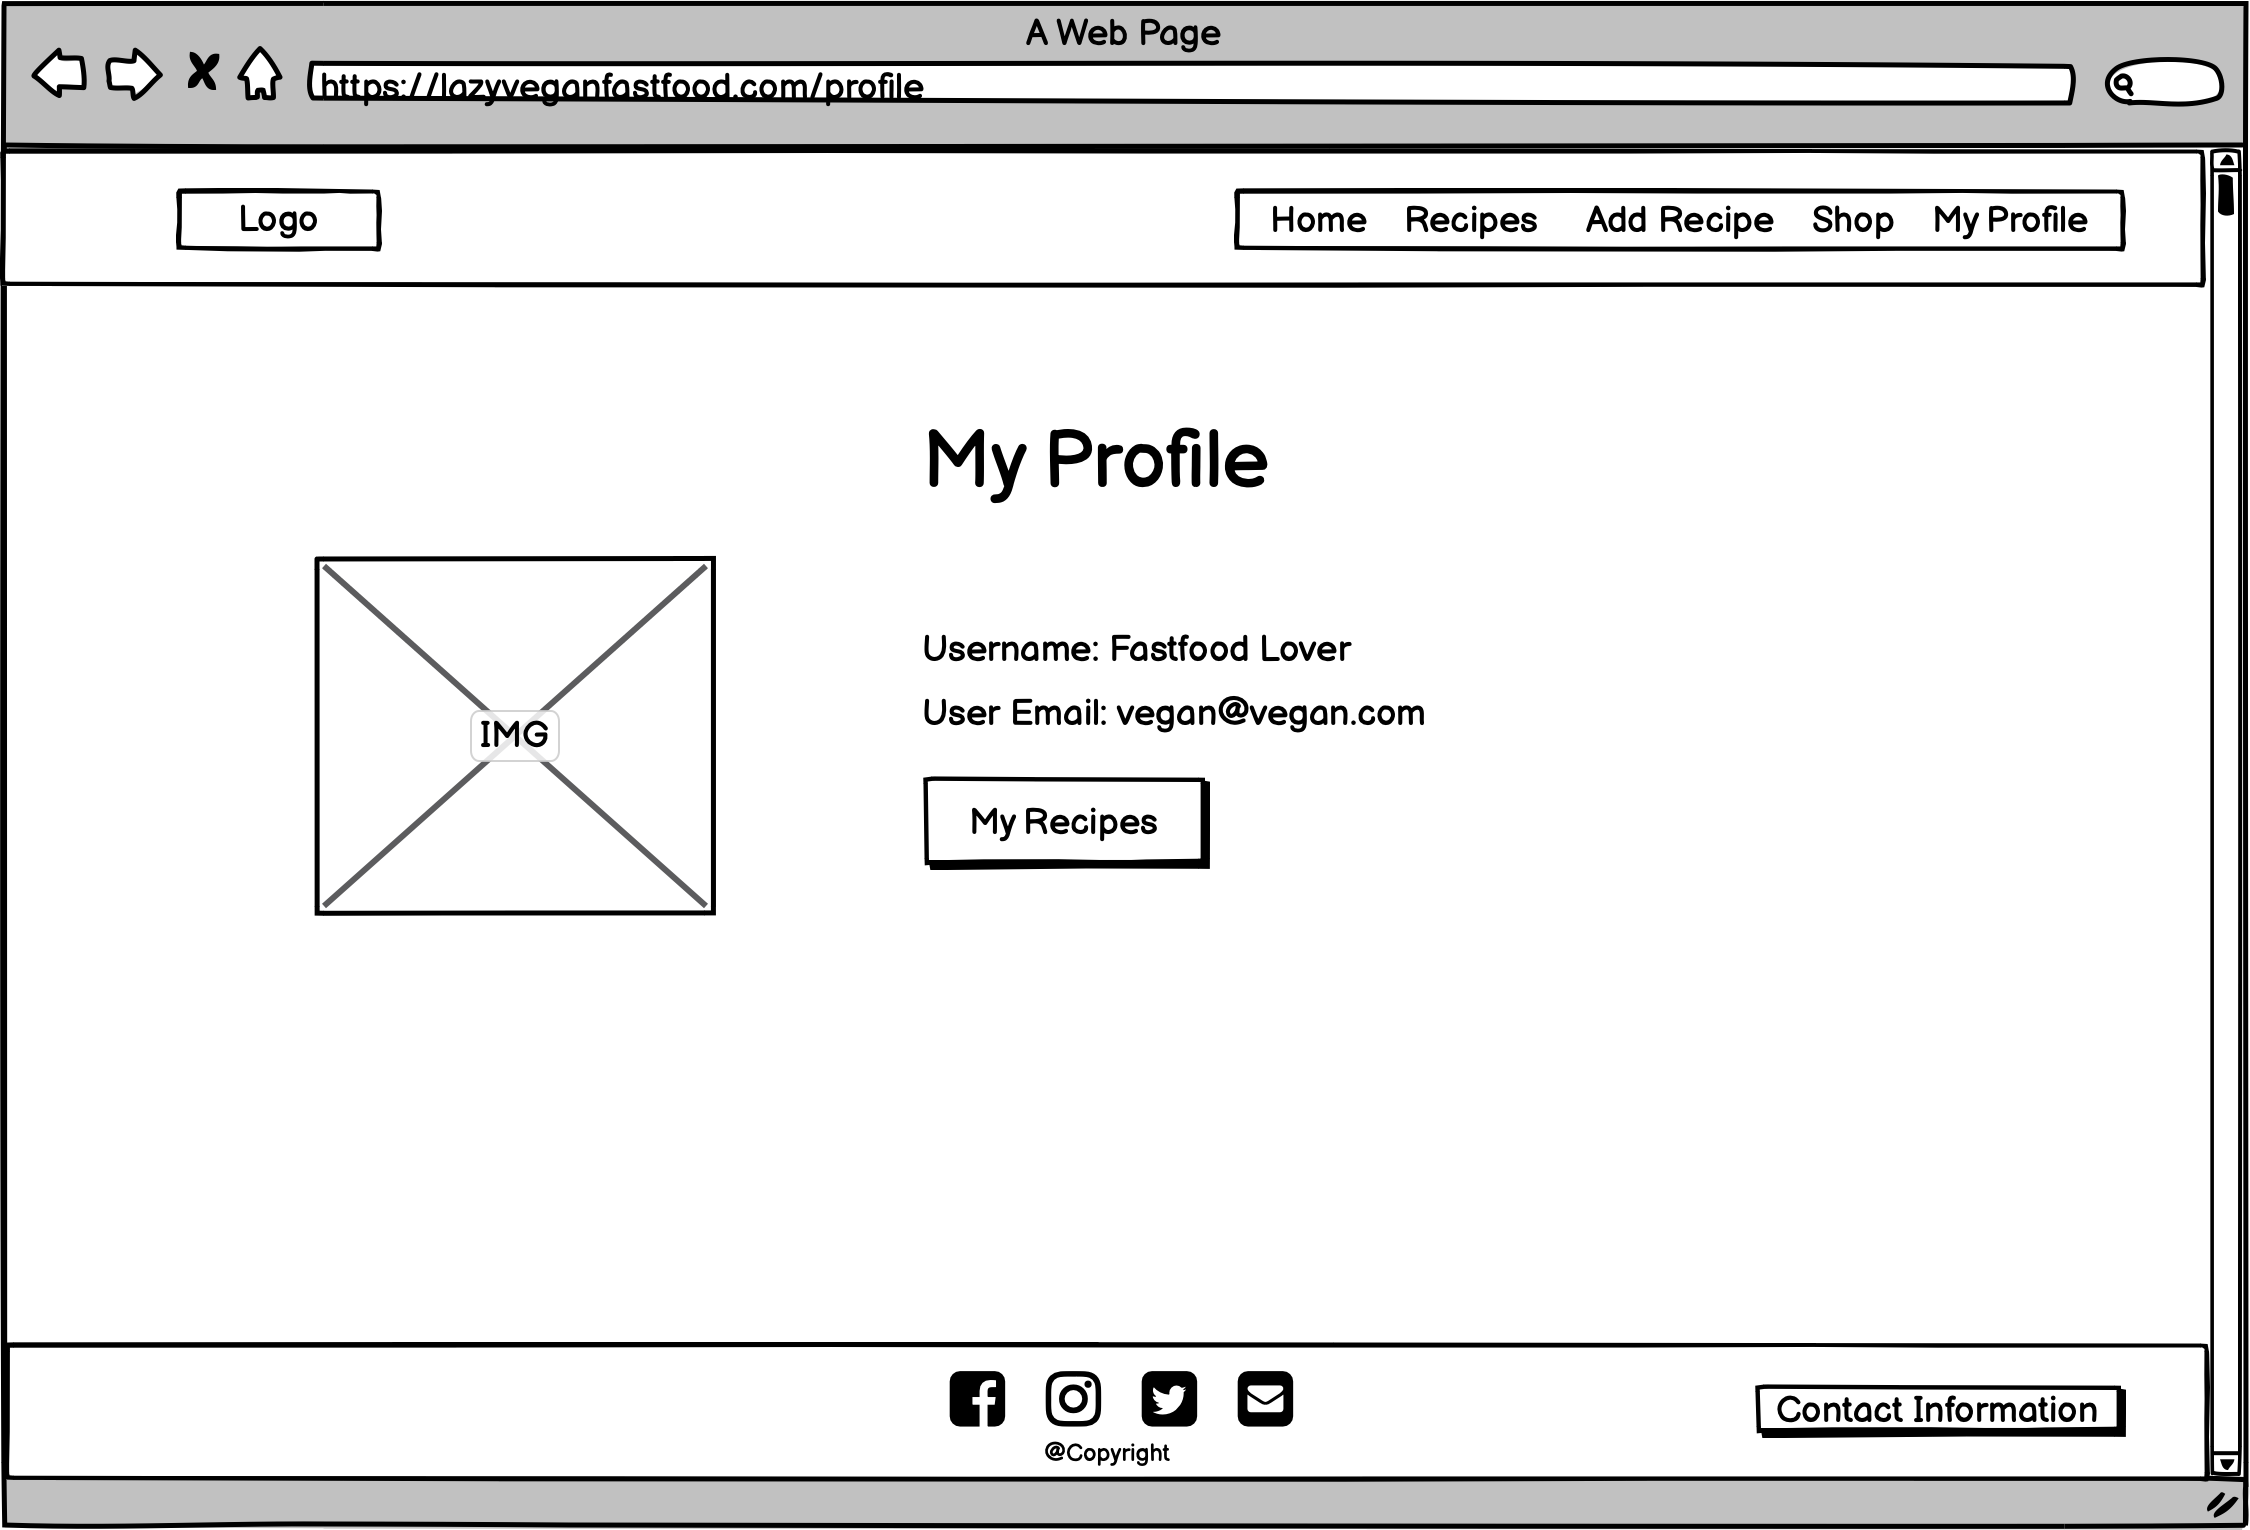 A Web Page
https://lazyveganfastfood.com/profile
Logo
Home Recipes Add Recipe Shop My Profile
My Profile
IMG
Username: Fastfood Lover
User Email: vegan@vegan.com
My Recipes
Contact Information
@Copyright